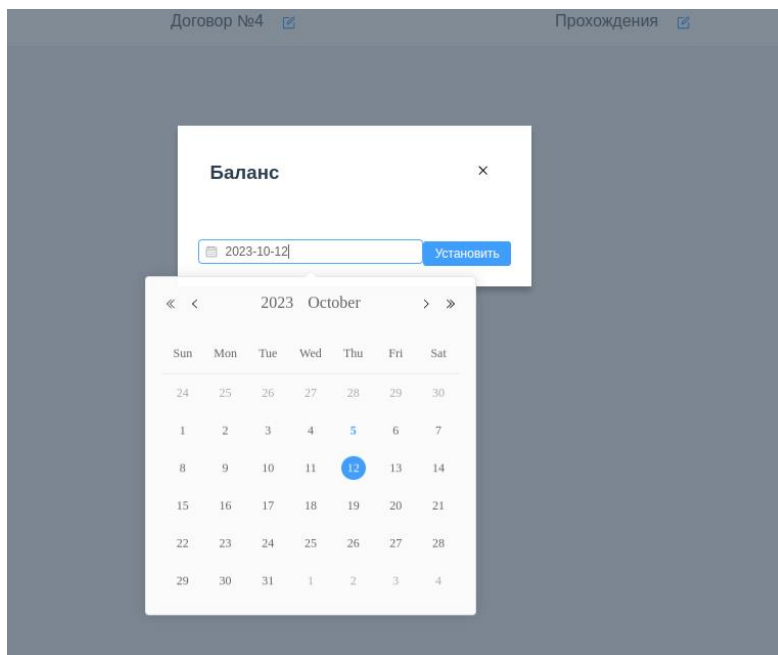 Договор №4 Прохождения
Баланс
2023-10-12 Установить
2023 October
Sun Mon Tue Wed Thu Fri Sat
24 25 26 27 28 29 30
1 2 3 4 5 6 7
8 9 10 11 12 13 14
15 16 17 18 19 20 21
22 23 24 25 26 27 28
29 30 31 1 2 3 4